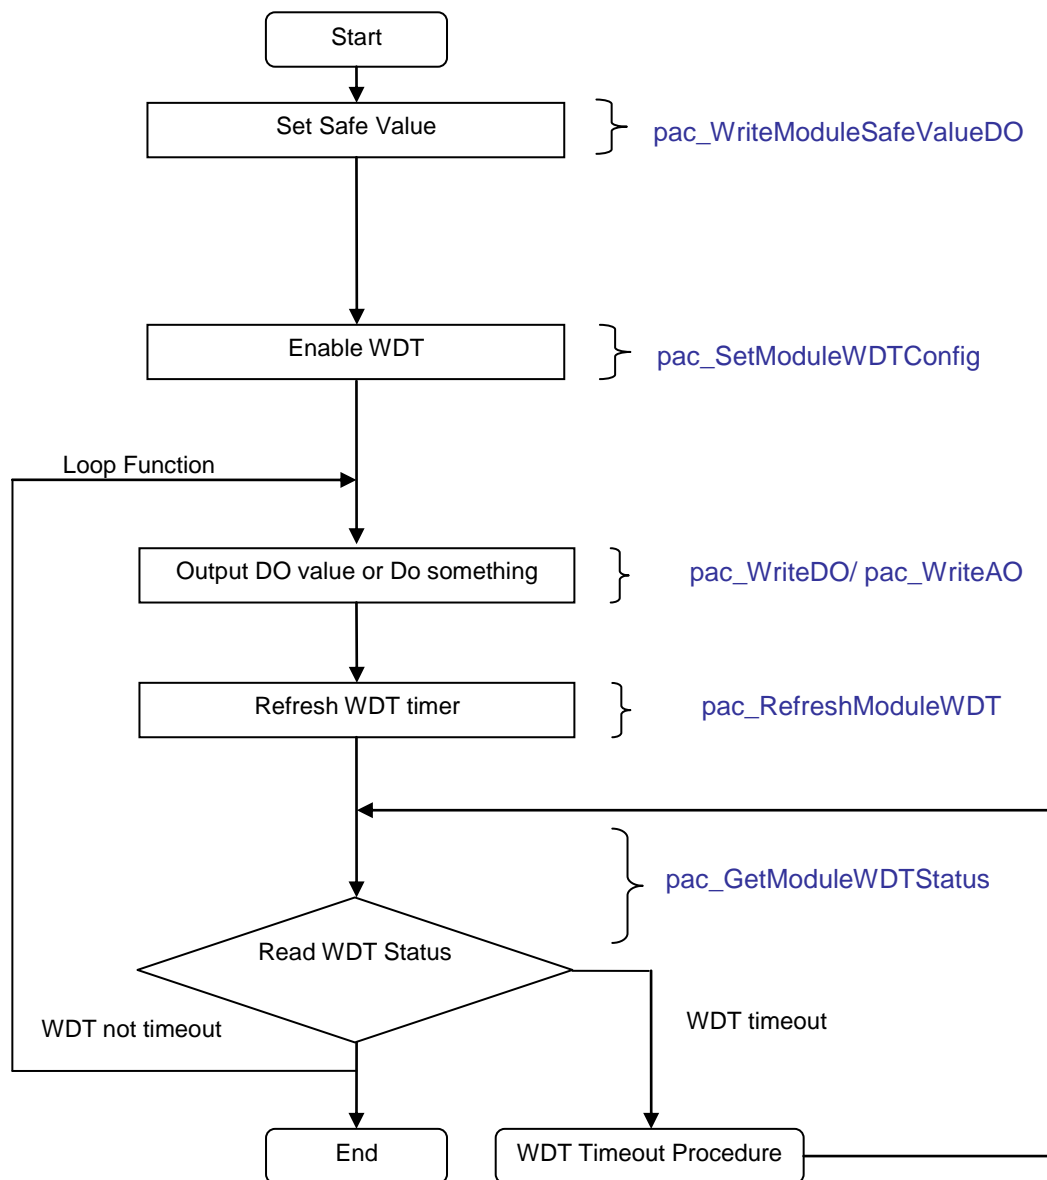 Start
Set Safe Value
pac_WriteModuleSafeValueDO
Enable WDT
pac_SetModuleWDTConfig
Loop Function
Output DO value or Do something
pac_WriteDO/ pac_WriteAO
Refresh WDT timer
pac_RefreshModuleWDT
pac_GetModuleWDTStatus
Read WDT Status
WDT not timeout
WDT timeout
End
WDT Timeout Procedure